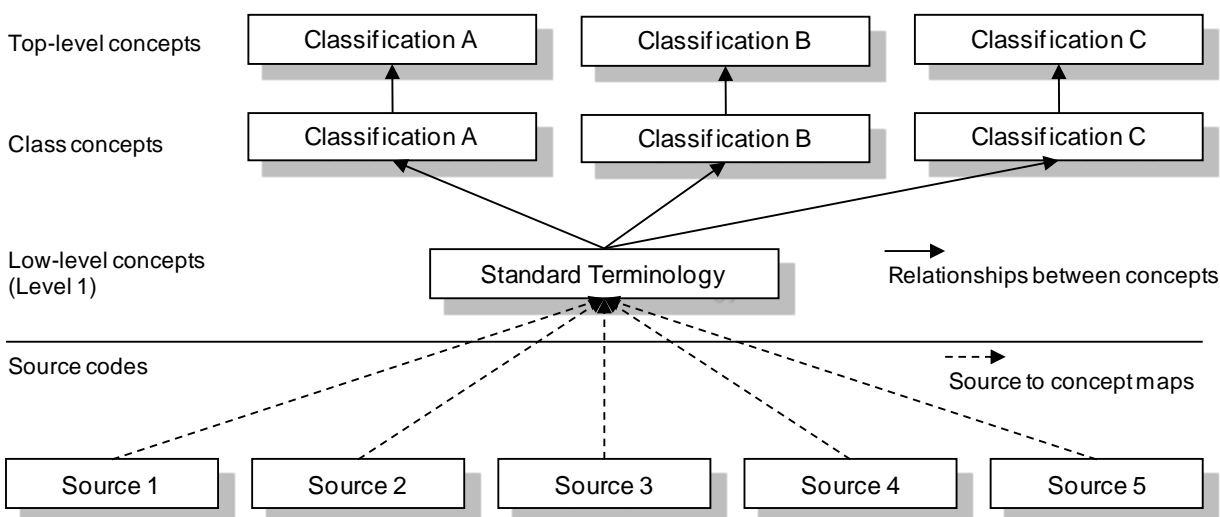 Top-level concepts
Classification A
Classification B
Classification C
Class concepts
Classification A
Classification B
Classification C
Low-level concepts
(Level 1)
Standard Terminology
Relationships between concepts
Source codes
Source to concept maps
Source 1
Source 2
Source 3
Source 4
Source 5